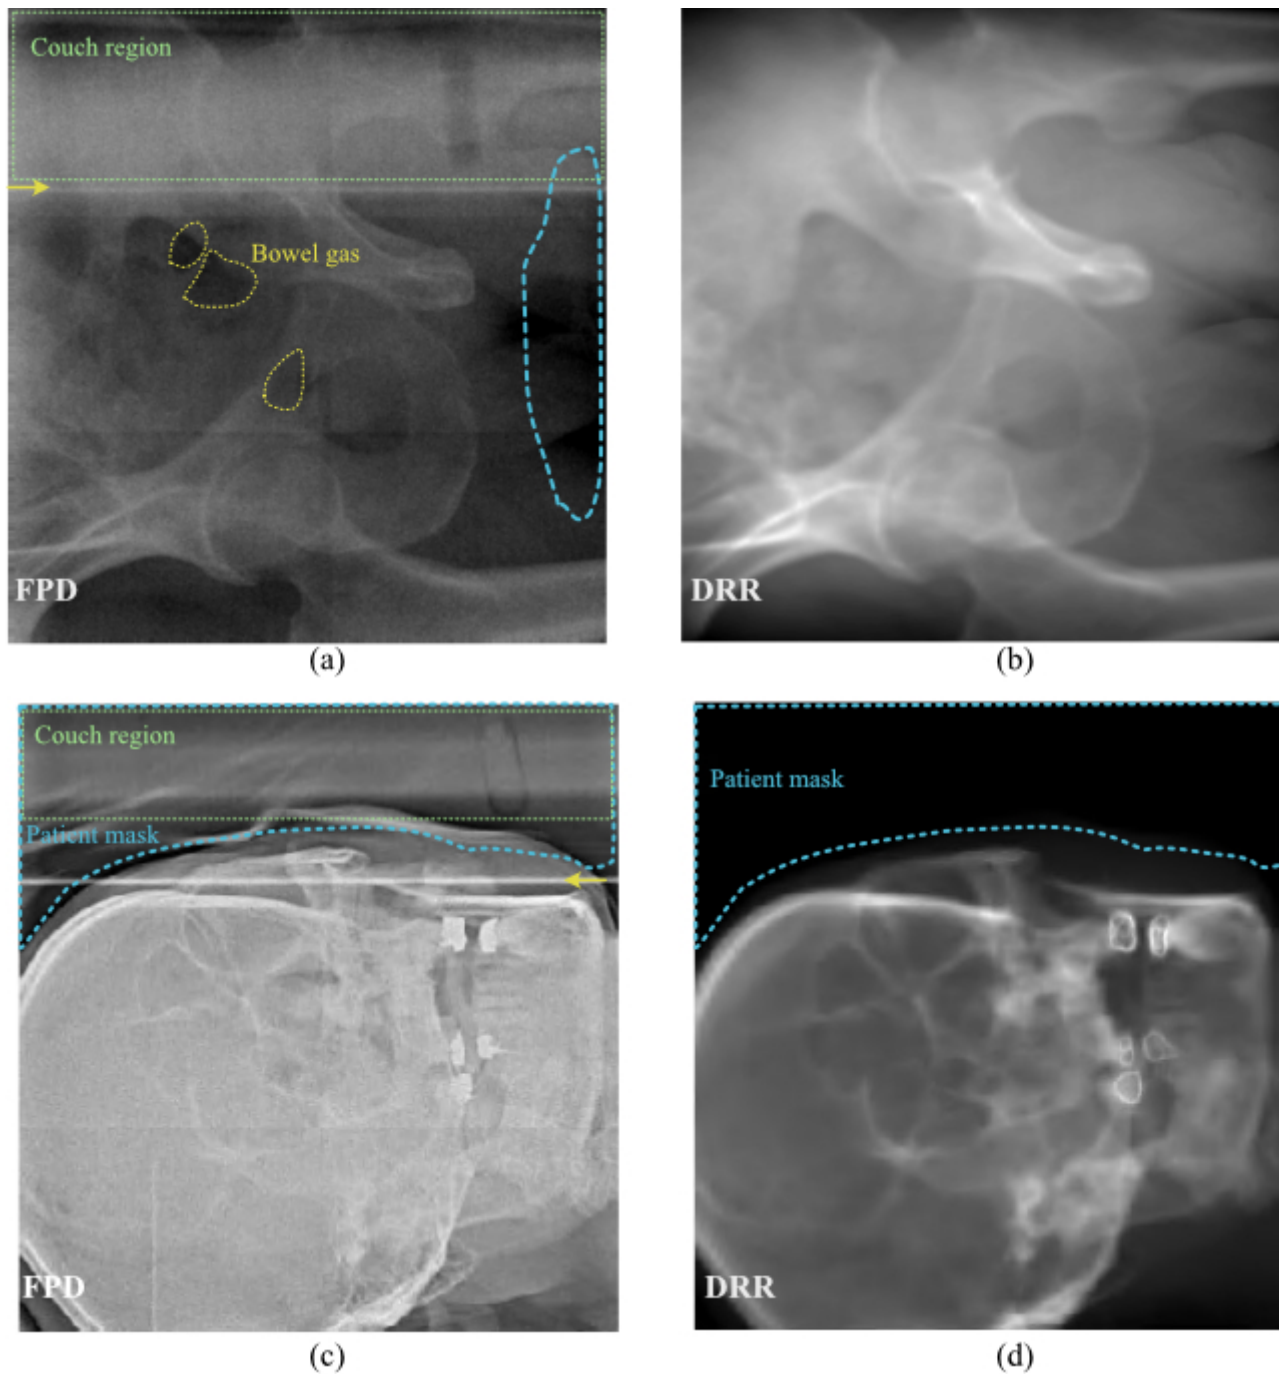 Couch region
Bowel gas
FPD
DRR
(a)
(b)
Couch region
Patient mask
Patient mask
FPD
DRR
(c)
(d)